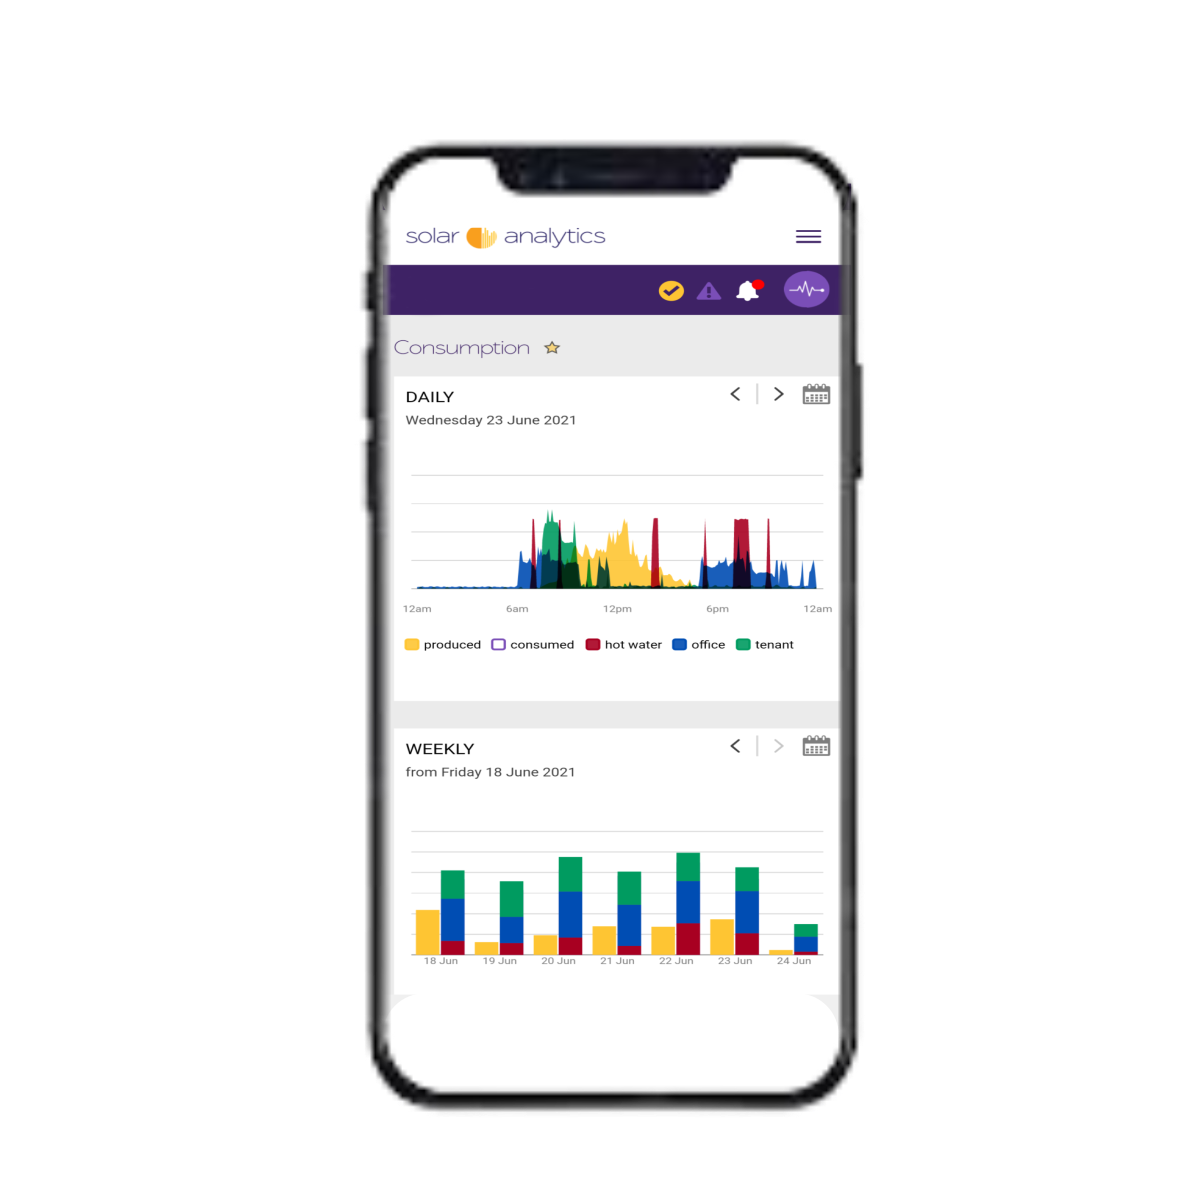 solar analytics
Consumption
DAILY
Wednesday 23 June 2021
12am 6am 12pm 6pm 12am
produced consumed hot water office tenant
WEEKLY
from Friday 18 June 2021
18 Jun 19 Jun 20 Jun 21 Jun 22 Jun 23 Jun 24 Jun